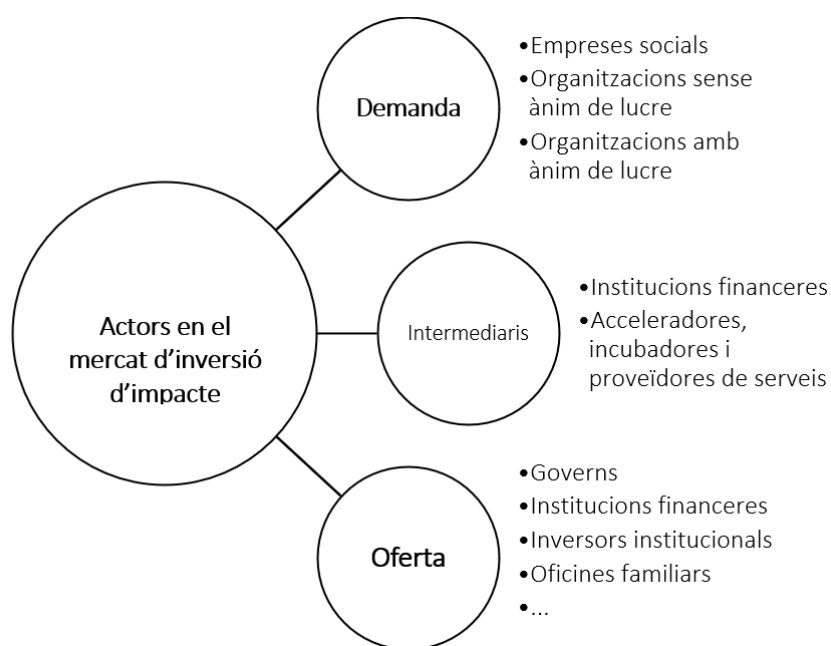 Demanda
•Empreses socials
•Organitzacions sense
ànim de lucre
•Organitzacions amb
ànim de lucre
Actors en el
mercat d’inversió
d’impacte
Intermediaris
•Institucions financeres
•Acceleradores,
incubadores i
proveïdores de serveis
Oferta
•Governs
•Institucions financeres
•Inversors institucionals
•Oficines familiars
•...